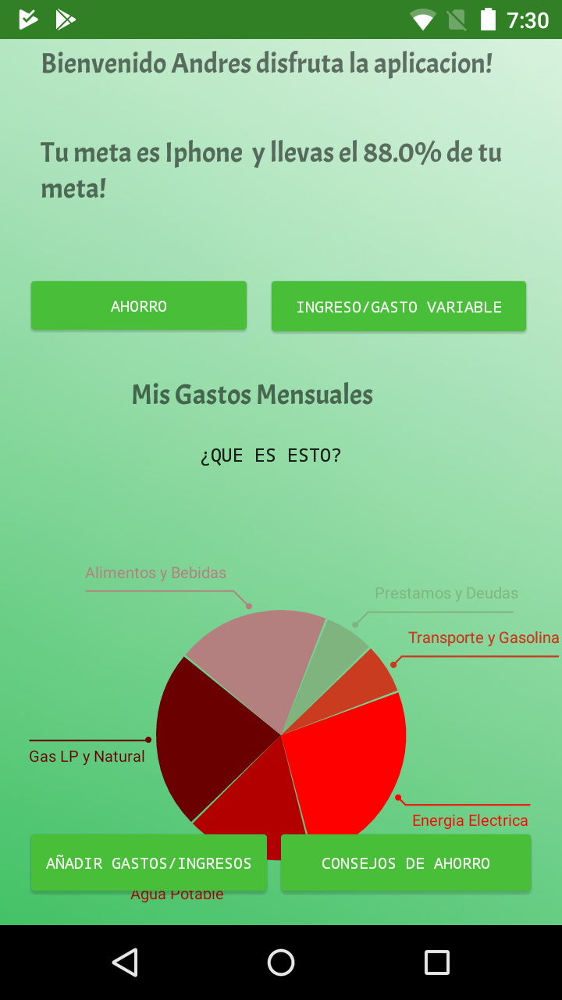 7:30
Bienvenido Andres disfruta la aplicacion!
Tu meta es Iphone  y llevas el 88.0% de tu
meta!
AHORRO
INGRESO/GASTO VARIABLE
Mis Gastos Mensuales
¿QUE ES ESTO?
Alimentos y Bebidas
Prestamos y Deudas
Transporte y Gasolina
Gas LP y Natural
Energia Electrica
AÑADIR GASTOS/INGRESOS
CONSEJOS DE AHORRO
Agua Potable